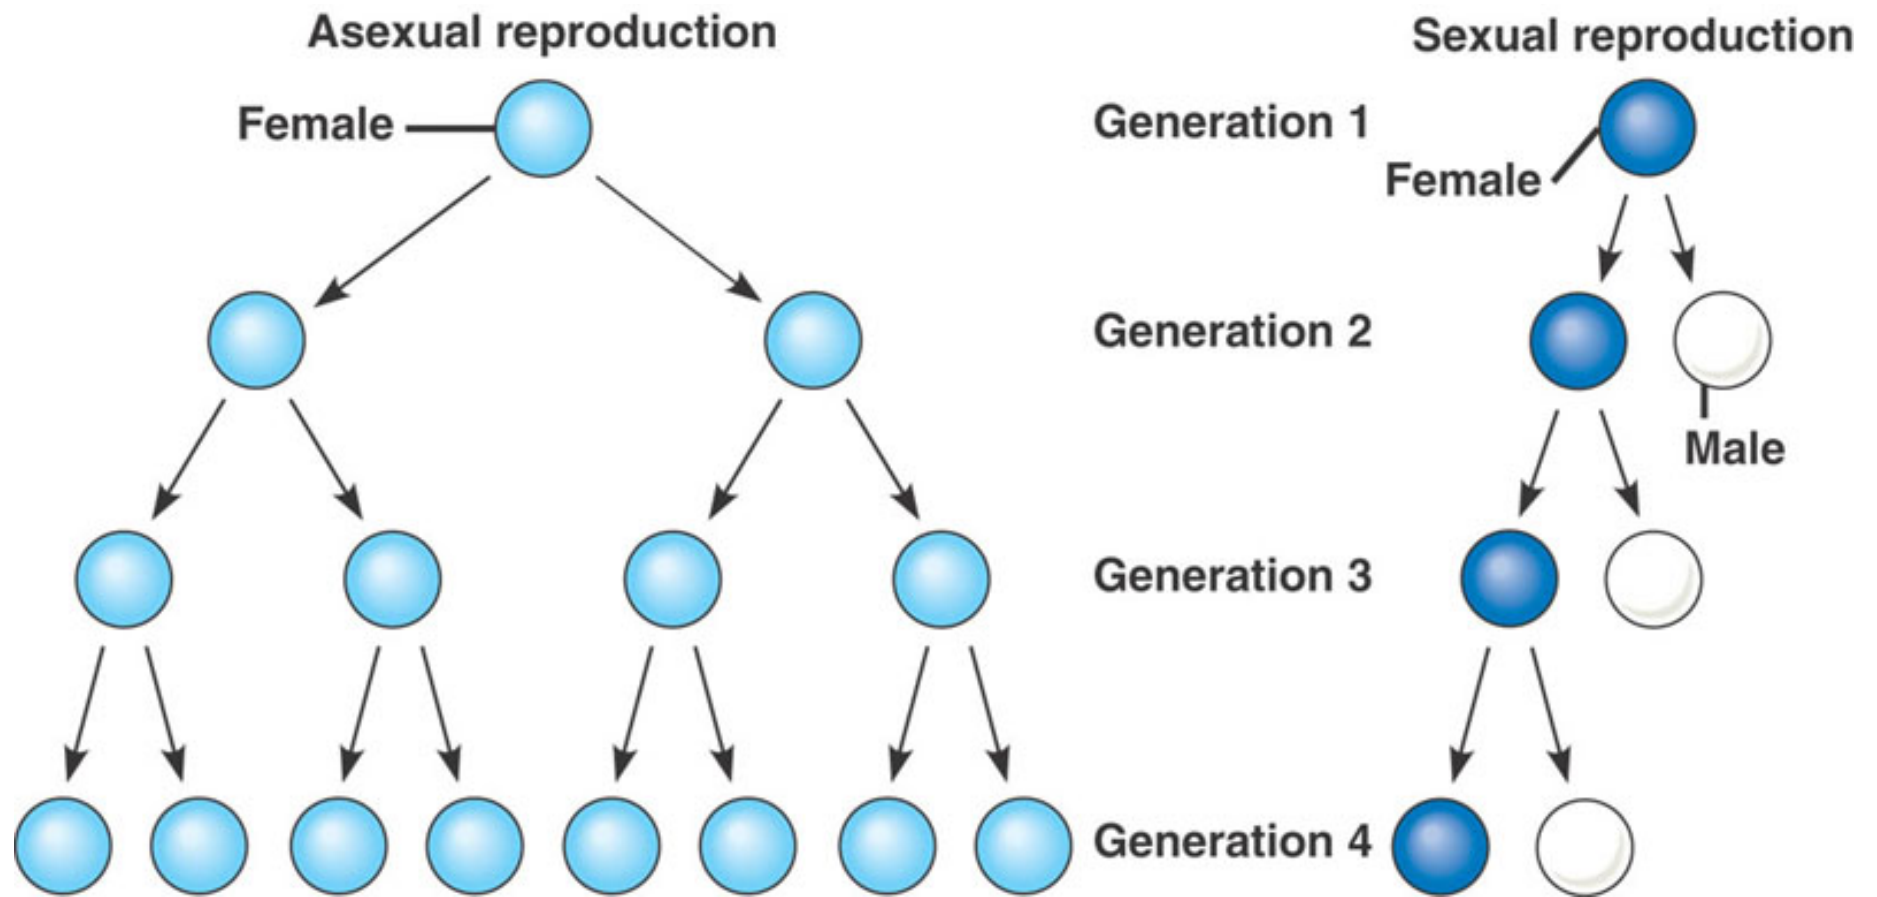 Asexual reproduction
Sexual reproduction
Female
Generation 1
Female
Generation 2
Male
Generation 3
Generation 4